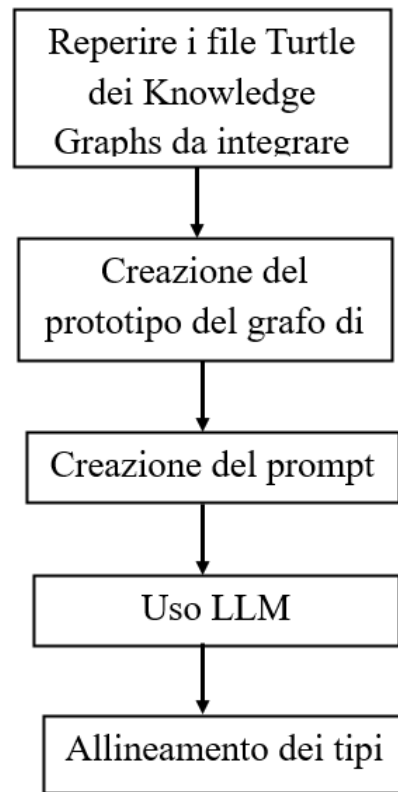 Reperire i file Turtle
dei Knowledge
Graphs da integrare
Creazione del
prototipo del grafo di
Creazione del prompt
Uso LLM
Allineamento dei tipi